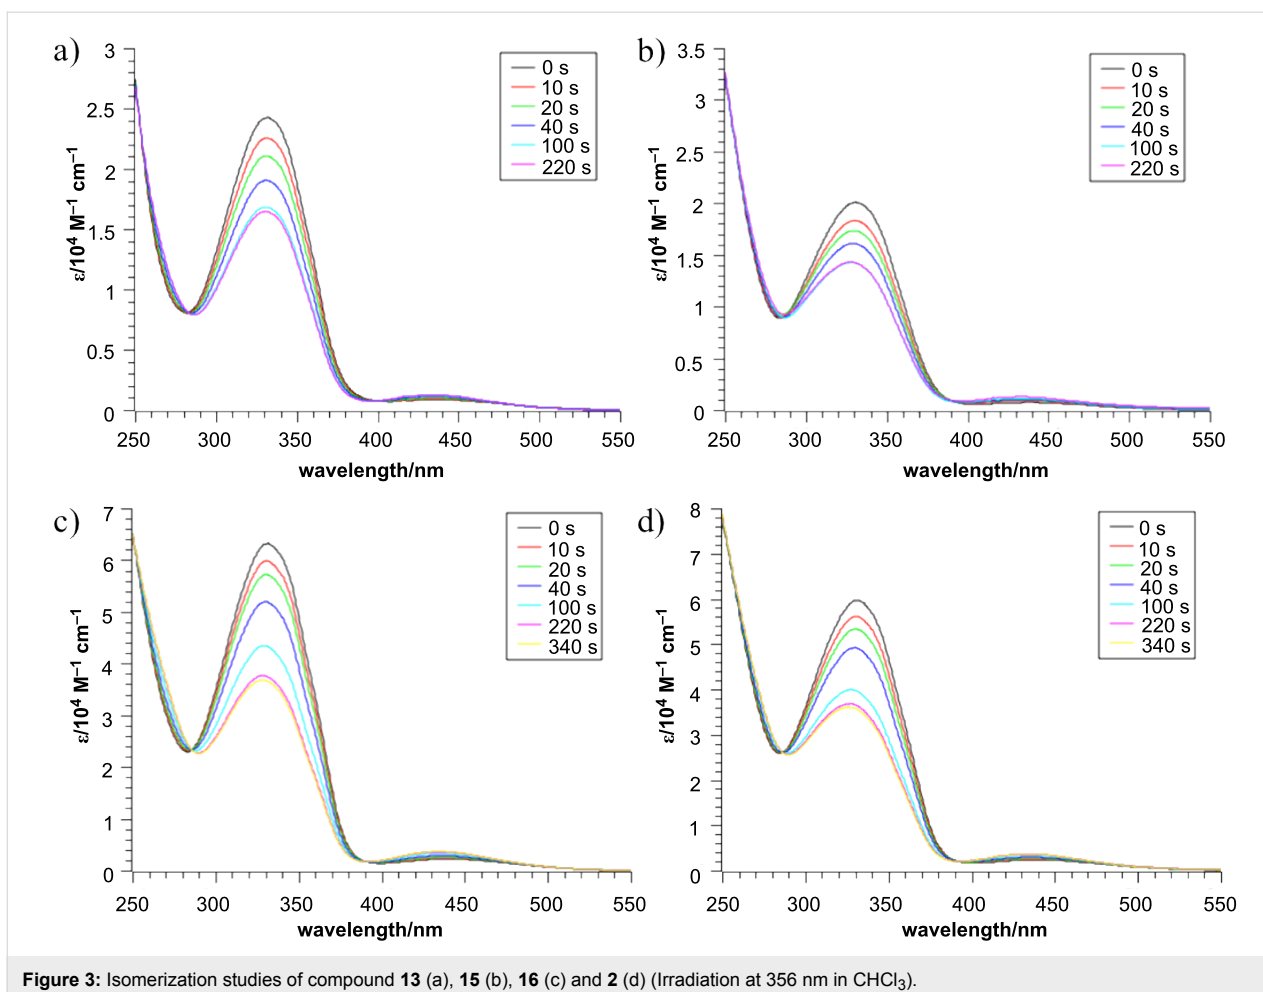 a)
3
2.5
2
1.5
1
0.5
0
ε/10⁴ M⁻¹ cm⁻¹
250 300 350 400 450 500 550
wavelength/nm
0 s
10 s
20 s
40 s
100 s
220 s
b)
3.5
3
2.5
2
1.5
1
0.5
0
ε/10⁴ M⁻¹ cm⁻¹
250 300 350 400 450 500 550
wavelength/nm
0 s
10 s
20 s
40 s
100 s
220 s
c)
7
6
5
4
3
2
1
0
ε/10⁴ M⁻¹ cm⁻¹
250 300 350 400 450 500 550
wavelength/nm
0 s
10 s
20 s
40 s
100 s
220 s
340 s
d)
8
7
6
5
4
3
2
1
0
ε/10⁴ M⁻¹ cm⁻¹
250 300 350 400 450 500 550
wavelength/nm
0 s
10 s
20 s
40 s
100 s
220 s
340 s
Figure 3: Isomerization studies of compound 13 (a), 15 (b), 16 (c) and 2 (d) (Irradiation at 356 nm in CHCl₃).